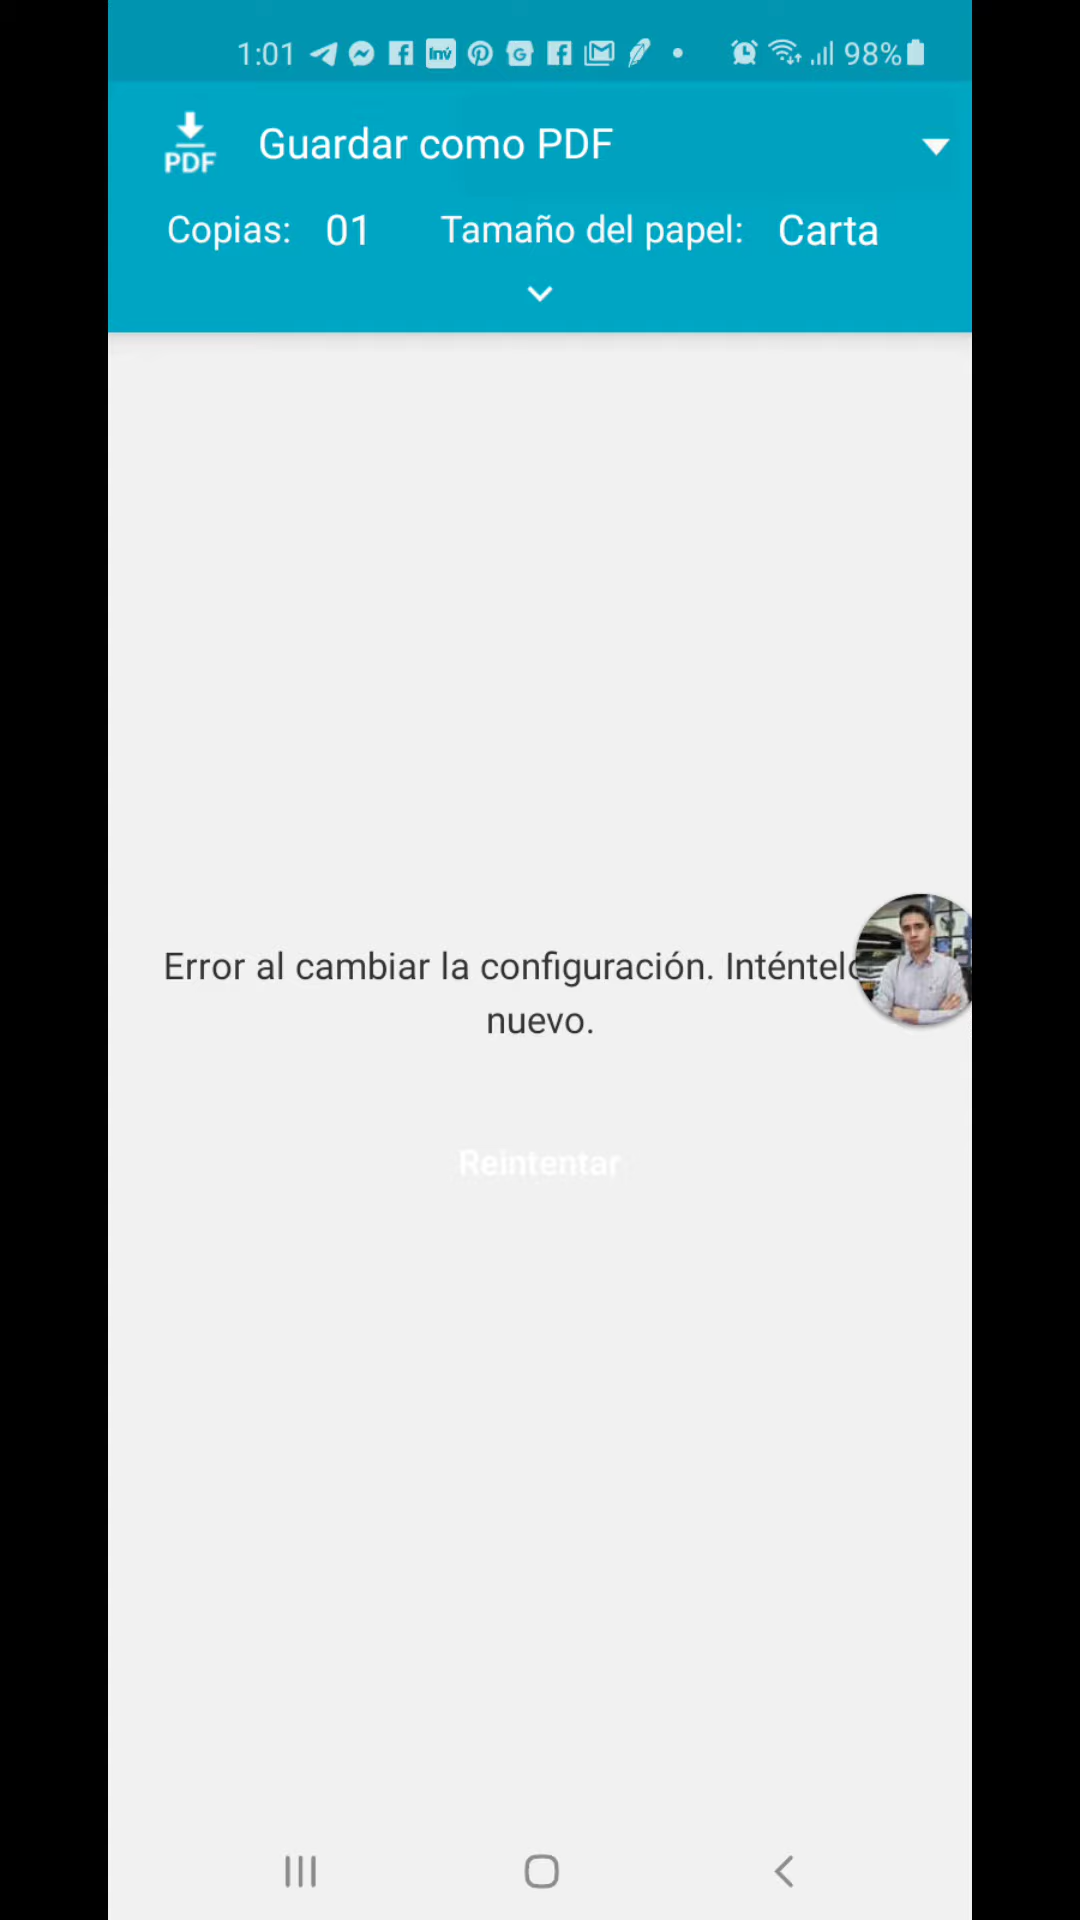 1:01 98%
PDF Guardar como PDF
Copias: 01 Tamaño del papel: Carta
Error al cambiar la configuración. Inténtelo
nuevo.
Reintentar